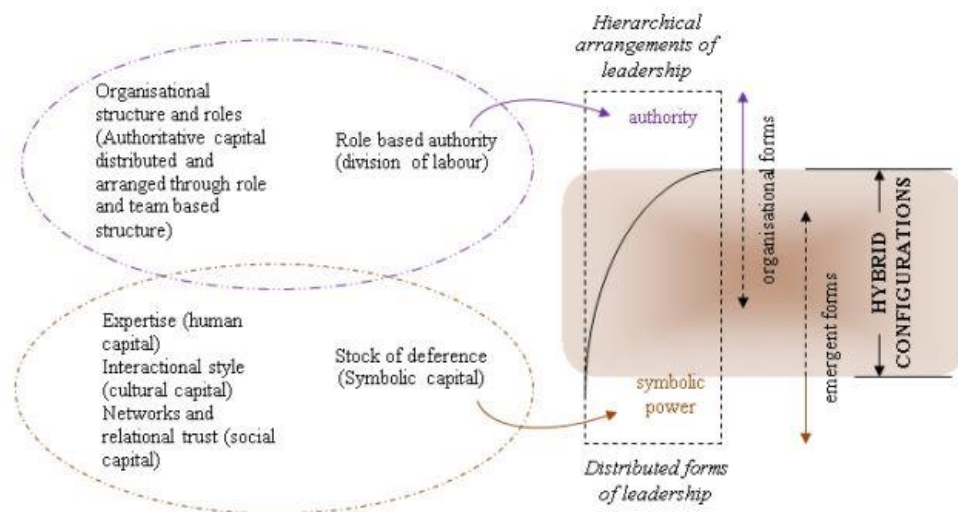 Hierarchical
arrangements of
leadership
Organisational
structure and roles
(Authoritative capital
distributed and
arranged through role
and team based
structure)
Role based authority
(division of labour)
authority
organisational forms
emergent forms
HYBRID
CONFIGURATIONS
Expertise (human
capital)
Interactional style
(cultural capital)
Networks and
relational trust (social
capital)
Stock of deference
(Symbolic capital)
symbolic
power
Distributed forms
of leadership